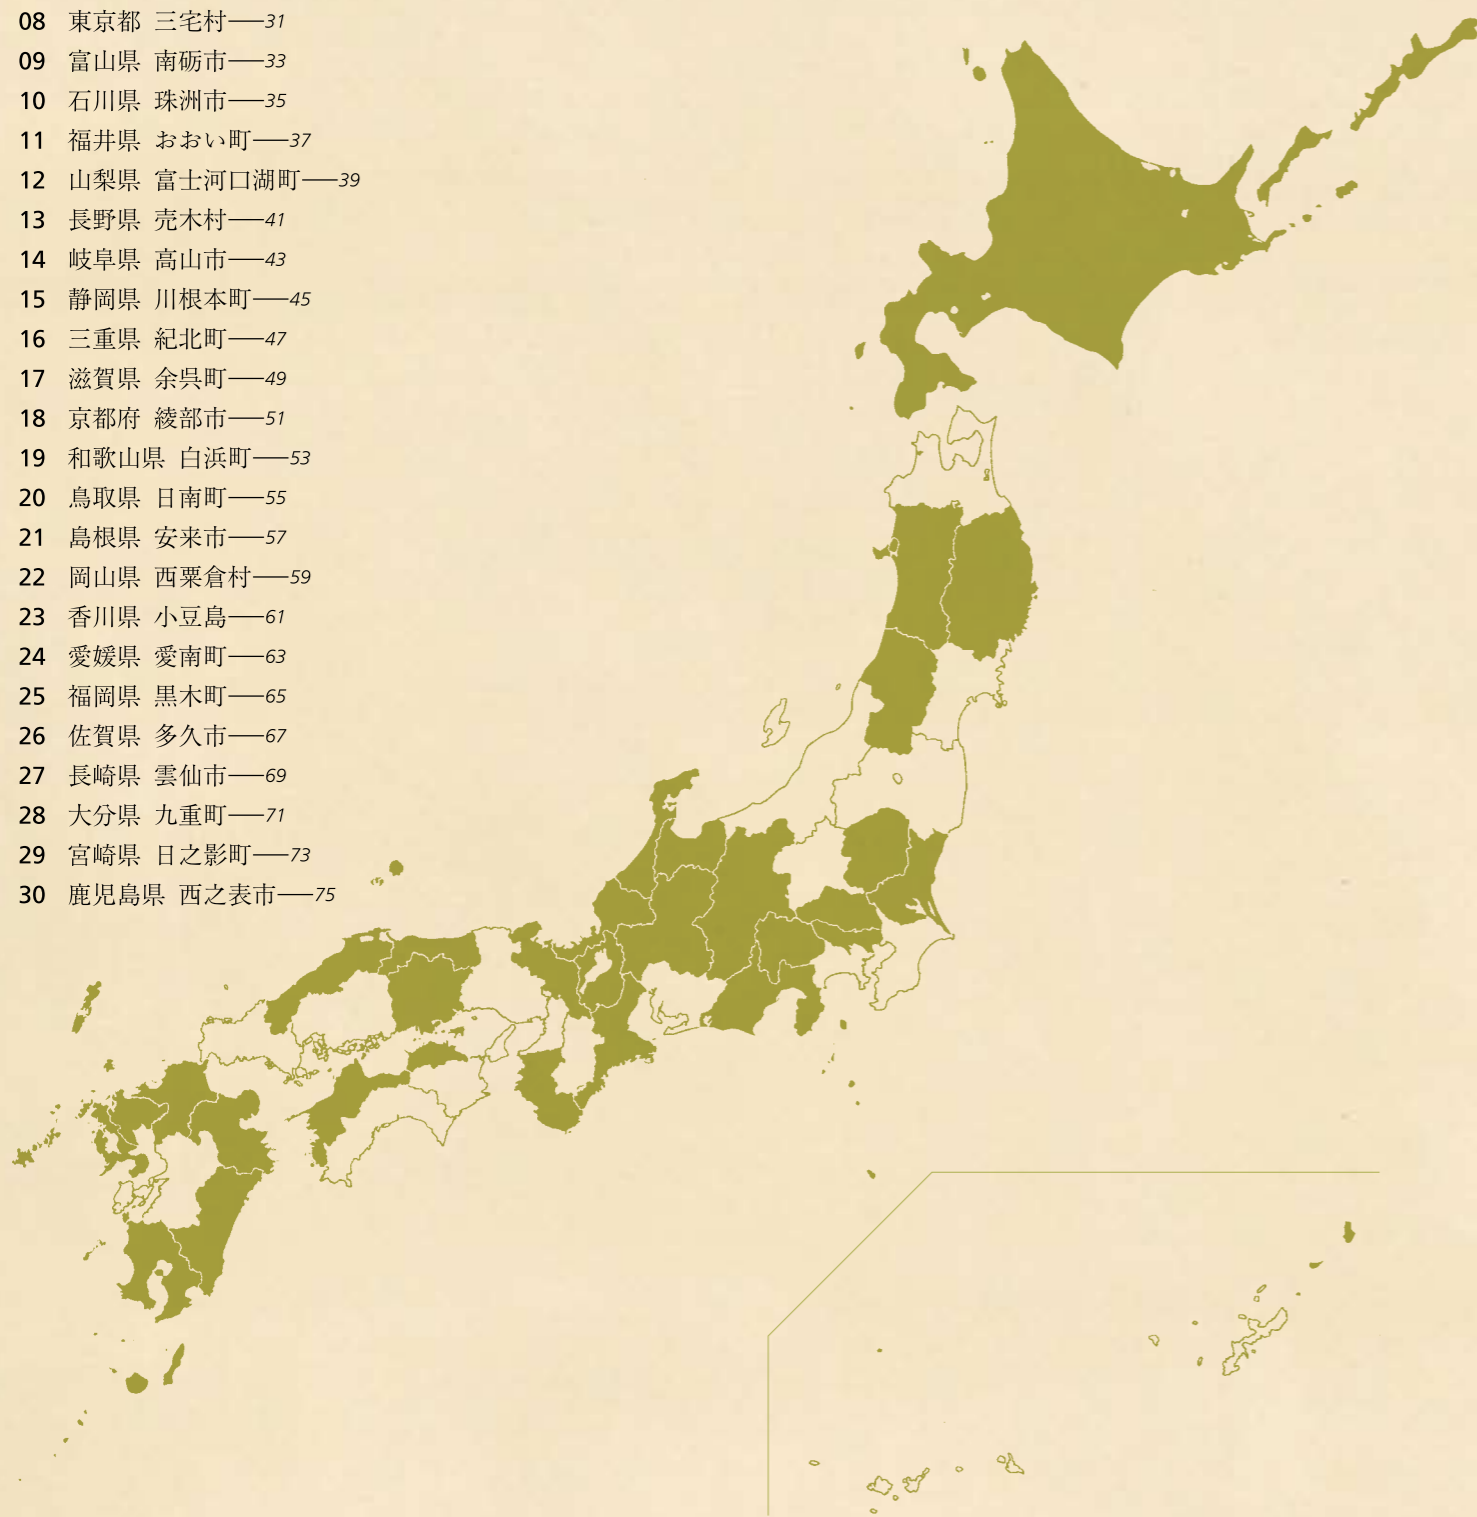 08 東京都 三宅村――31
09 富山県 南砺市――33
10 石川県 珠洲市――35
11 福井県 おおい町――37
12 山梨県 富士河口湖町――39
13 長野県 売木村――41
14 岐阜県 高山市――43
15 静岡県 川根本町――45
16 三重県 紀北町――47
17 滋賀県 余呉町――49
18 京都府 綾部市――51
19 和歌山県 白浜町――53
20 鳥取県 日南町――55
21 島根県 安来市――57
22 岡山県 西粟倉村――59
23 香川県 小豆島――61
24 愛媛県 愛南町――63
25 福岡県 黒木町――65
26 佐賀県 多久市――67
27 長崎県 雲仙市――69
28 大分県 九重町――71
29 宮崎県 日之影町――73
30 鹿児島県 西之表市――75